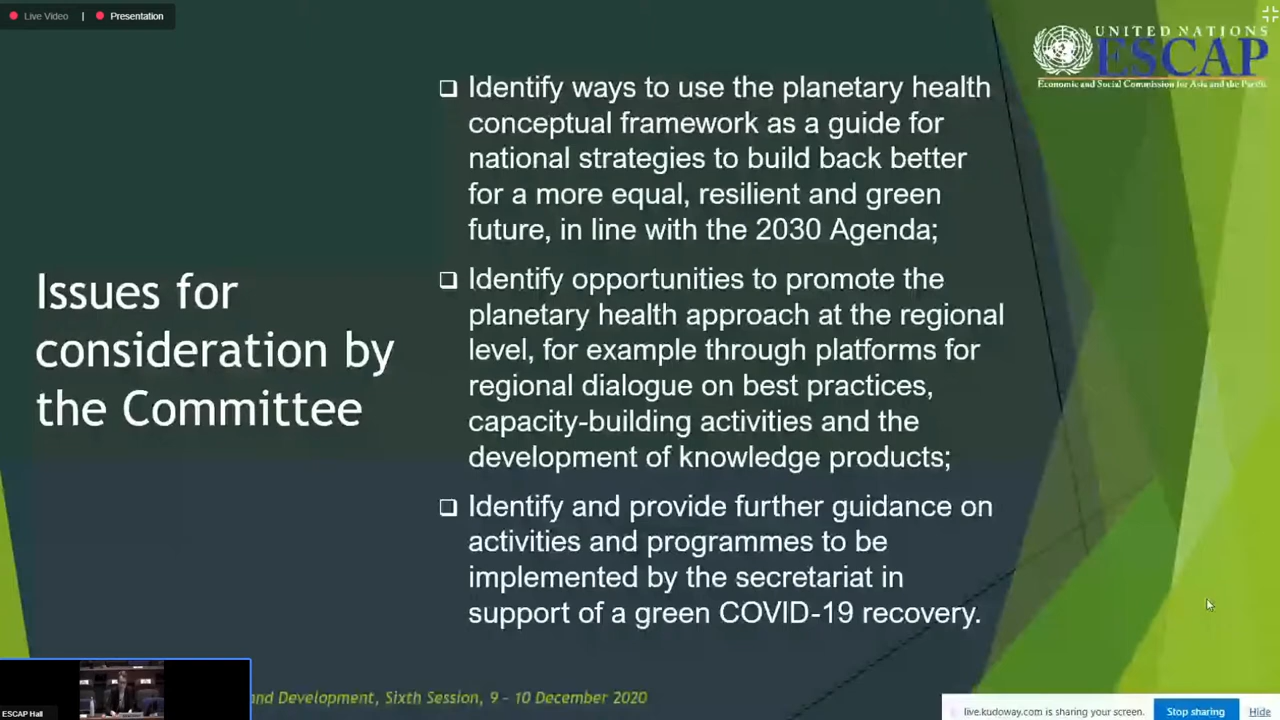 Live Video | Presentation
UNITED NATIONS
ESCAP
Economic and Social Commission for Asia and the Pacific
Issues for
consideration by
the Committee
❑ Identify ways to use the planetary health
conceptual framework as a guide for
national strategies to build back better
for a more equal, resilient and green
future, in line with the 2030 Agenda;
❑ Identify opportunities to promote the
planetary health approach at the regional
level, for example through platforms for
regional dialogue on best practices,
capacity-building activities and the
development of knowledge products;
❑ Identify and provide further guidance on
activities and programmes to be
implemented by the secretariat in
support of a green COVID-19 recovery.
ESCAP Hall
and Development, Sixth Session, 9 - 10 December 2020
live.kudoway.com is sharing your screen.
Stop sharing
Hide